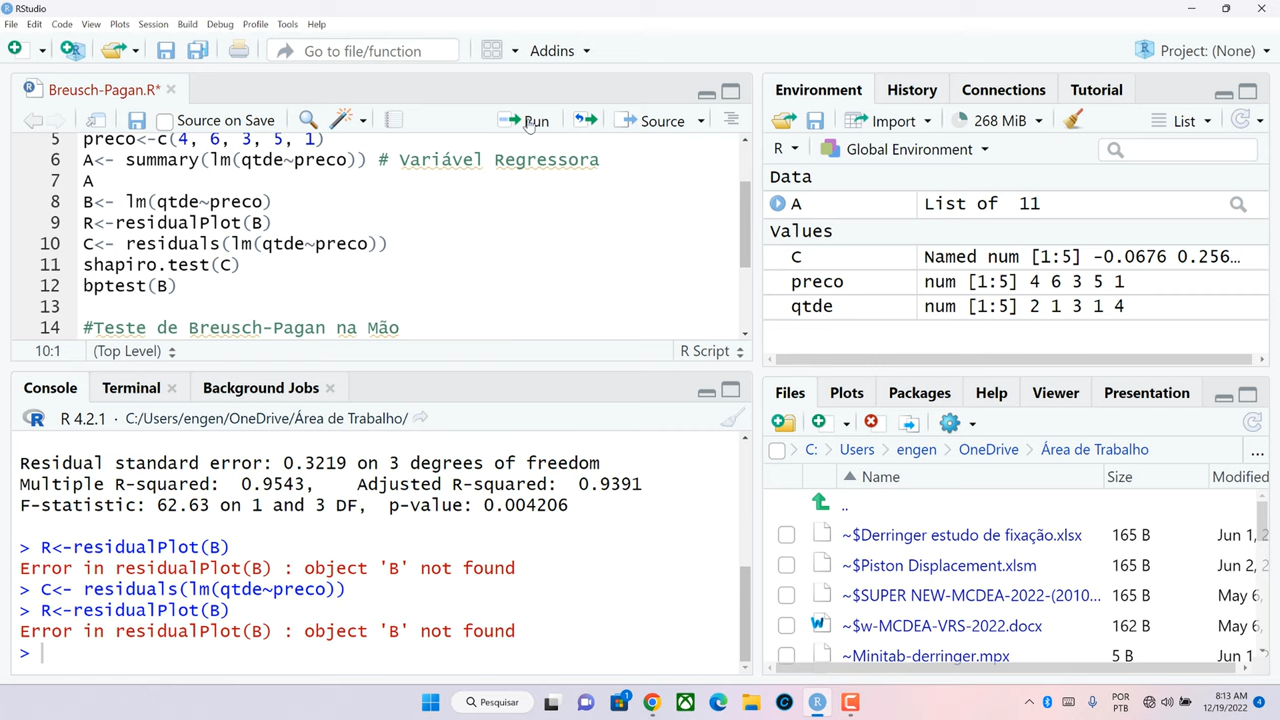 RStudio
File Edit Code View Plots Session Build Debug Profile Tools Help
Go to file/function Addins Project: (None)
Breusch-Pagan.R*
Source on Save Run Source
5 preco<-c(4, 6, 3, 5, 1)
6 A<- summary(lm(qtde~preco)) # Variável Regressora
7 A
8 B<- lm(qtde~preco)
9 R<-residualPlot(B)
10 C<- residuals(lm(qtde~preco))
11 shapiro.test(C)
12 bptest(B)
13
14 #Teste de Breusch-Pagan na Mão
10:1 (Top Level) R Script
Console Terminal Background Jobs
R 4.2.1 · C:/Users/engen/OneDrive/Área de Trabalho/
Residual standard error: 0.3219 on 3 degrees of freedom
Multiple R-squared: 0.9543, Adjusted R-squared: 0.9391
F-statistic: 62.63 on 1 and 3 DF, p-value: 0.004206
> R<-residualPlot(B)
Error in residualPlot(B) : object 'B' not found
> C<- residuals(lm(qtde~preco))
> R<-residualPlot(B)
Error in residualPlot(B) : object 'B' not found
>
Environment History Connections Tutorial
Import 268 MiB List
R Global Environment
Data
A List of 11
Values
C Named num [1:5] -0.0676 0.256…
preco num [1:5] 4 6 3 5 1
qtde num [1:5] 2 1 3 1 4
Files Plots Packages Help Viewer Presentation
C: Users engen OneDrive Área de Trabalho ...
Name Size Modified
..
~$Derringer estudo de fixação.xlsx 165 B Jun 1,
~$Piston Displacement.xlsm 165 B Jun 2,
~$SUPER NEW-MCDEA-2022-(2010... 165 B May 6,
~$w-MCDEA-VRS-2022.docx 162 B May 6,
~Minitab-derringer.mpx 5 B Jun 1
Pesquisar
POR
PTB
8:13 AM
12/19/2022